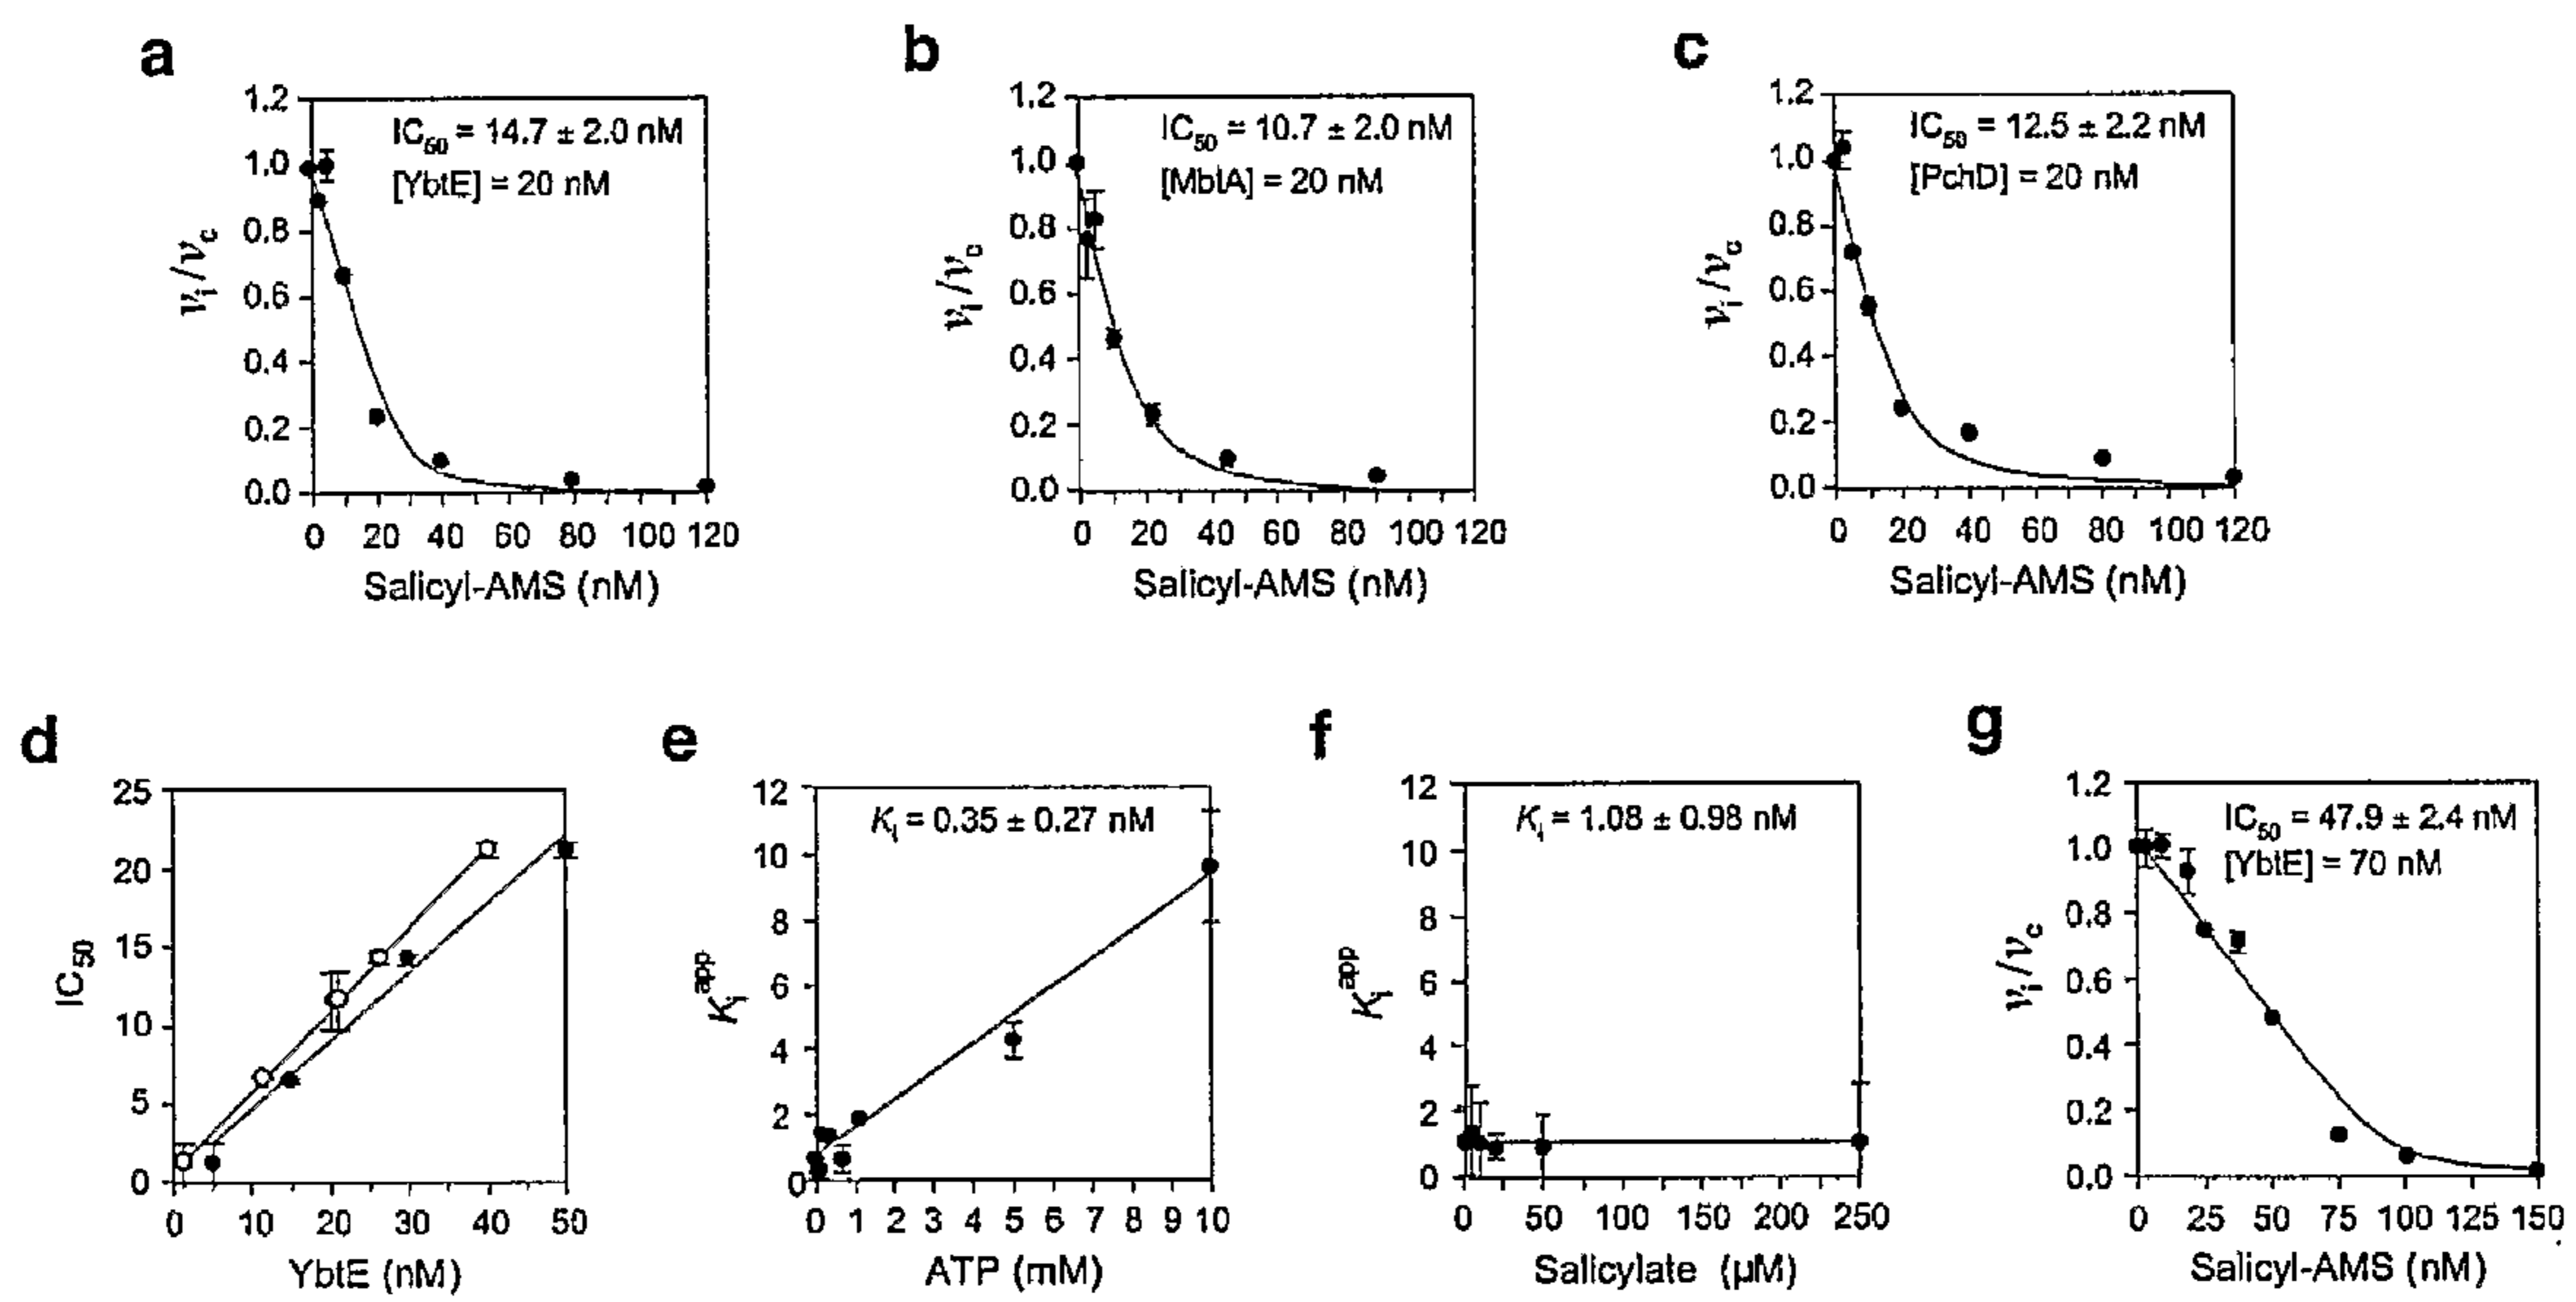 a
1.2
1.0
0.8
0.6
0.4
0.2
0.0
IC50 = 14.7 ± 2.0 nM
[YbtE] = 20 nM
vi/vc
0 20 40 60 80 100 120
Salicyl-AMS (nM)
b
1.2
1.0
0.8
0.6
0.4
0.2
0.0
IC50 = 10.7 ± 2.0 nM
[MbtA] = 20 nM
vi/vc
0 20 40 60 80 100 120
Salicyl-AMS (nM)
c
1.2
1.0
0.8
0.6
0.4
0.2
0.0
IC50 = 12.5 ± 2.2 nM
[PchD] = 20 nM
vi/vc
0 20 40 60 80 100 120
Salicyl-AMS (nM)
d
25
20
15
10
5
0
IC50
0 10 20 30 40 50
YbtE (nM)
e
12
10
8
6
4
2
0
Ki = 0.35 ± 0.27 nM
Kiapp
0 1 2 3 4 5 6 7 8 9 10
ATP (mM)
f
12
10
8
6
4
2
0
Ki = 1.08 ± 0.98 nM
Kiapp
0 50 100 150 200 250
Salicylate (µM)
g
1.2
1.0
0.8
0.6
0.4
0.2
0.0
IC50 = 47.9 ± 2.4 nM
[YbtE] = 70 nM
vi/vc
0 25 50 75 100 125 150
Salicyl-AMS (nM)